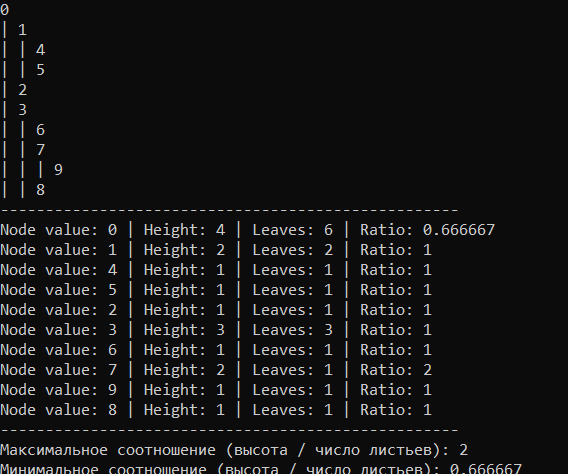 0
| 1
| | 4
| | 5
| 2
| 3
| | 6
| | 7
| | | 9
| | 8
---------------------------------------------------
Node value: 0 | Height: 4 | Leaves: 6 | Ratio: 0.666667
Node value: 1 | Height: 2 | Leaves: 2 | Ratio: 1
Node value: 4 | Height: 1 | Leaves: 1 | Ratio: 1
Node value: 5 | Height: 1 | Leaves: 1 | Ratio: 1
Node value: 2 | Height: 1 | Leaves: 1 | Ratio: 1
Node value: 3 | Height: 3 | Leaves: 3 | Ratio: 1
Node value: 6 | Height: 1 | Leaves: 1 | Ratio: 1
Node value: 7 | Height: 2 | Leaves: 1 | Ratio: 2
Node value: 9 | Height: 1 | Leaves: 1 | Ratio: 1
Node value: 8 | Height: 1 | Leaves: 1 | Ratio: 1
---------------------------------------------------
Максимальное соотношение (высота / число листьев): 2
Минимальное соотношение (высота / число листьев): 0.666667